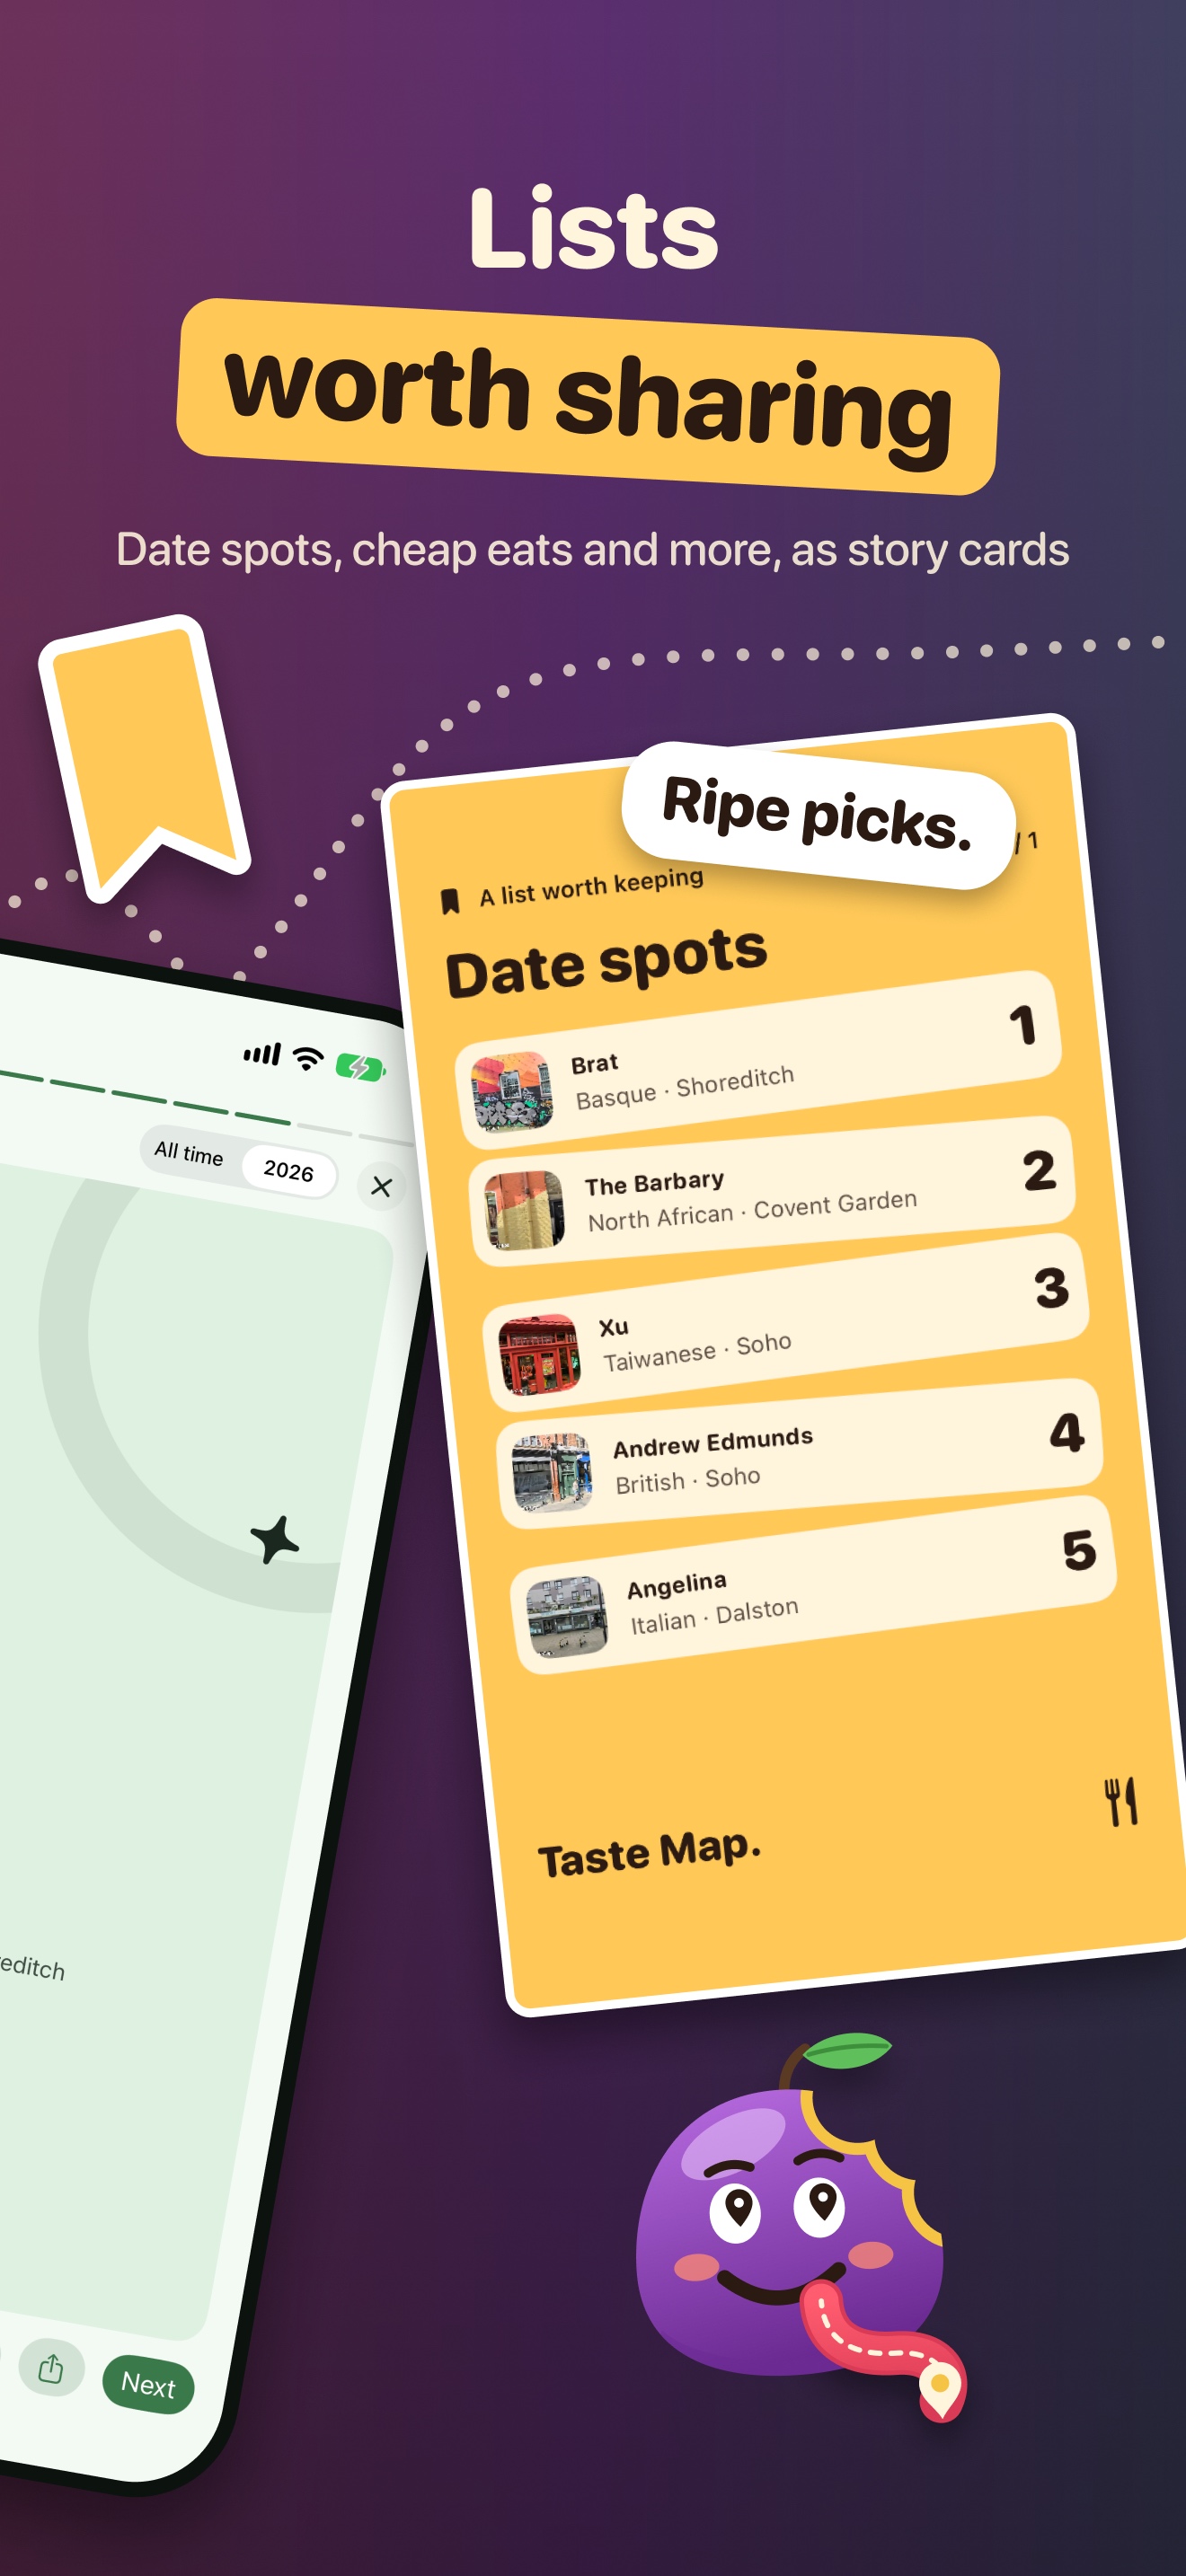 Lists
worth sharing
Date spots, cheap eats and more, as story cards
Ripe picks.
/ 1
A list worth keeping
Date spots
Brat
Basque · Shoreditch
1
The Barbary
North African · Covent Garden
2
Xu
Taiwanese · Soho
3
Andrew Edmunds
British · Soho
4
Angelina
Italian · Dalston
5
Taste Map.
All time
2026
editch
Next